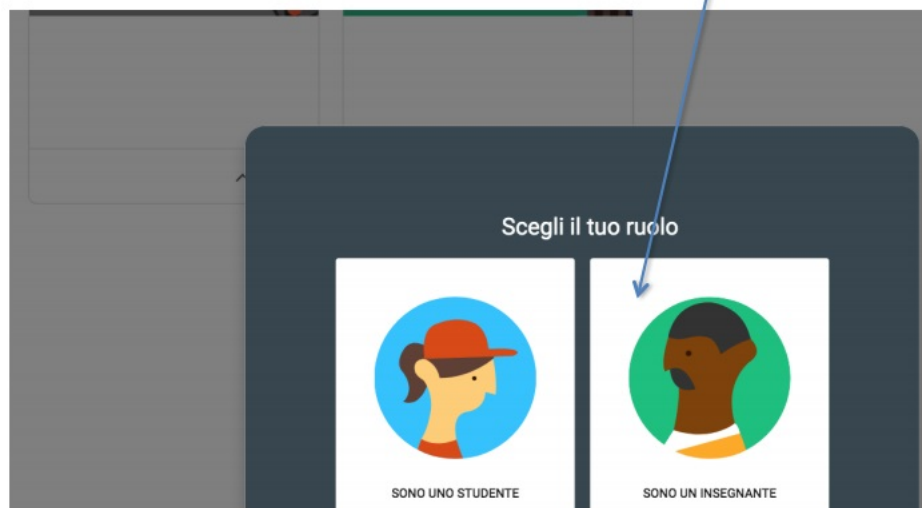 Scegli il tuo ruolo
SONO UNO STUDENTE
SONO UN INSEGNANTE